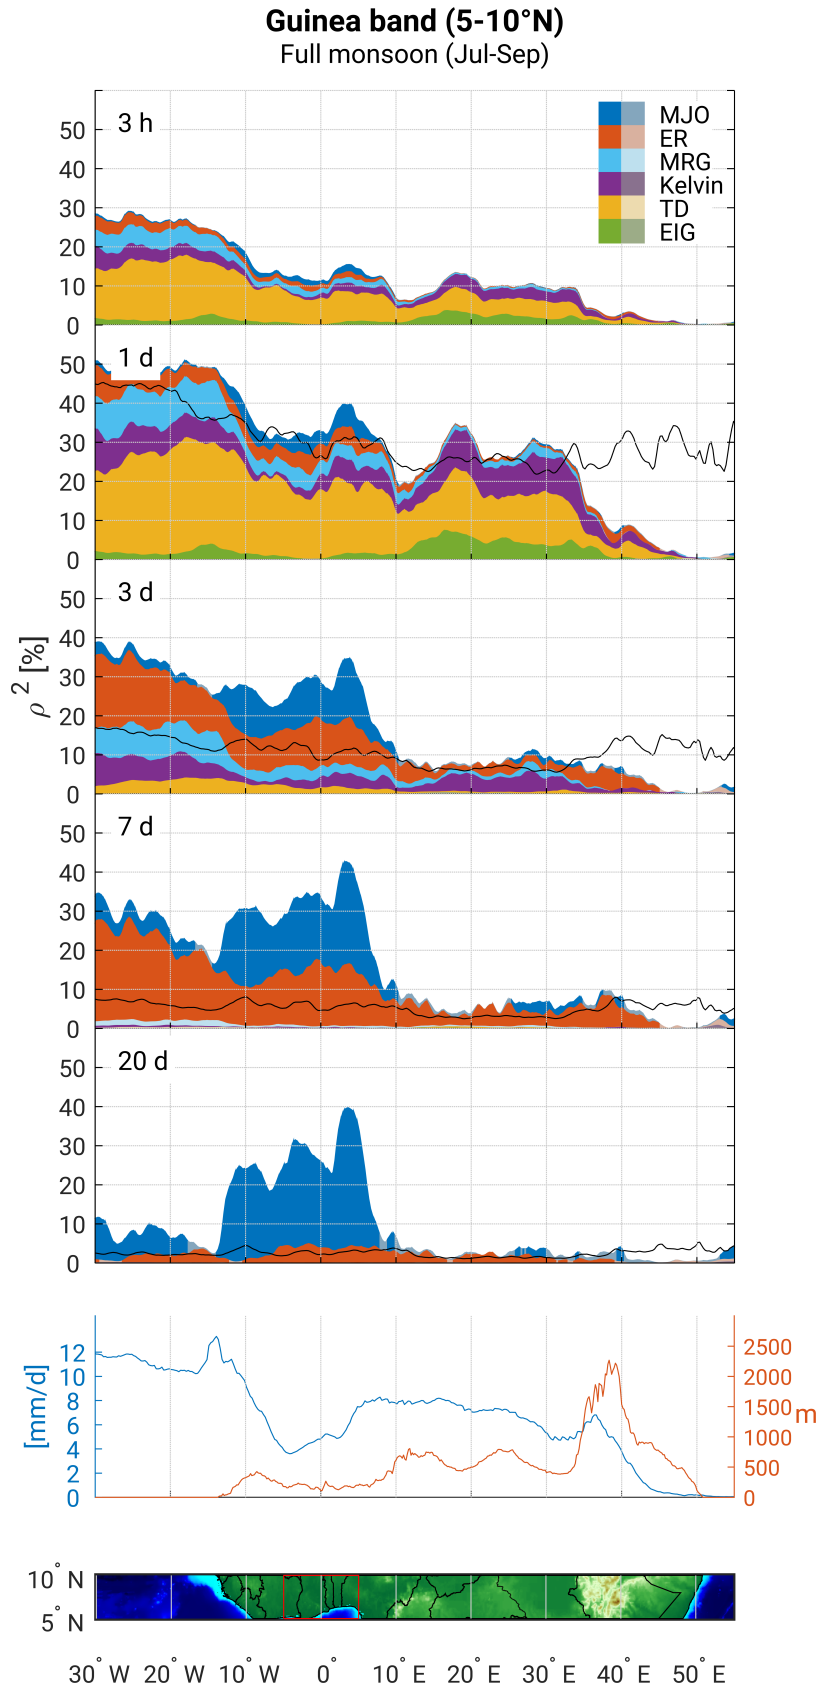 Guinea band (5-10°N)
Full monsoon (Jul-Sep)
3 h
MJO
ER
MRG
Kelvin
TD
EIG
50
40
30
20
10
0
1 d
50
40
30
20
10
0
3 d
50
40
30
20
10
0
ρ² [%]
7 d
50
40
30
20
10
0
20 d
50
40
30
20
10
0
[mm/d]
12
10
8
6
4
2
0
2500
2000
1500
1000
500
0
m
10° N
5° N
30° W 20° W 10° W 0° 10° E 20° E 30° E 40° E 50° E